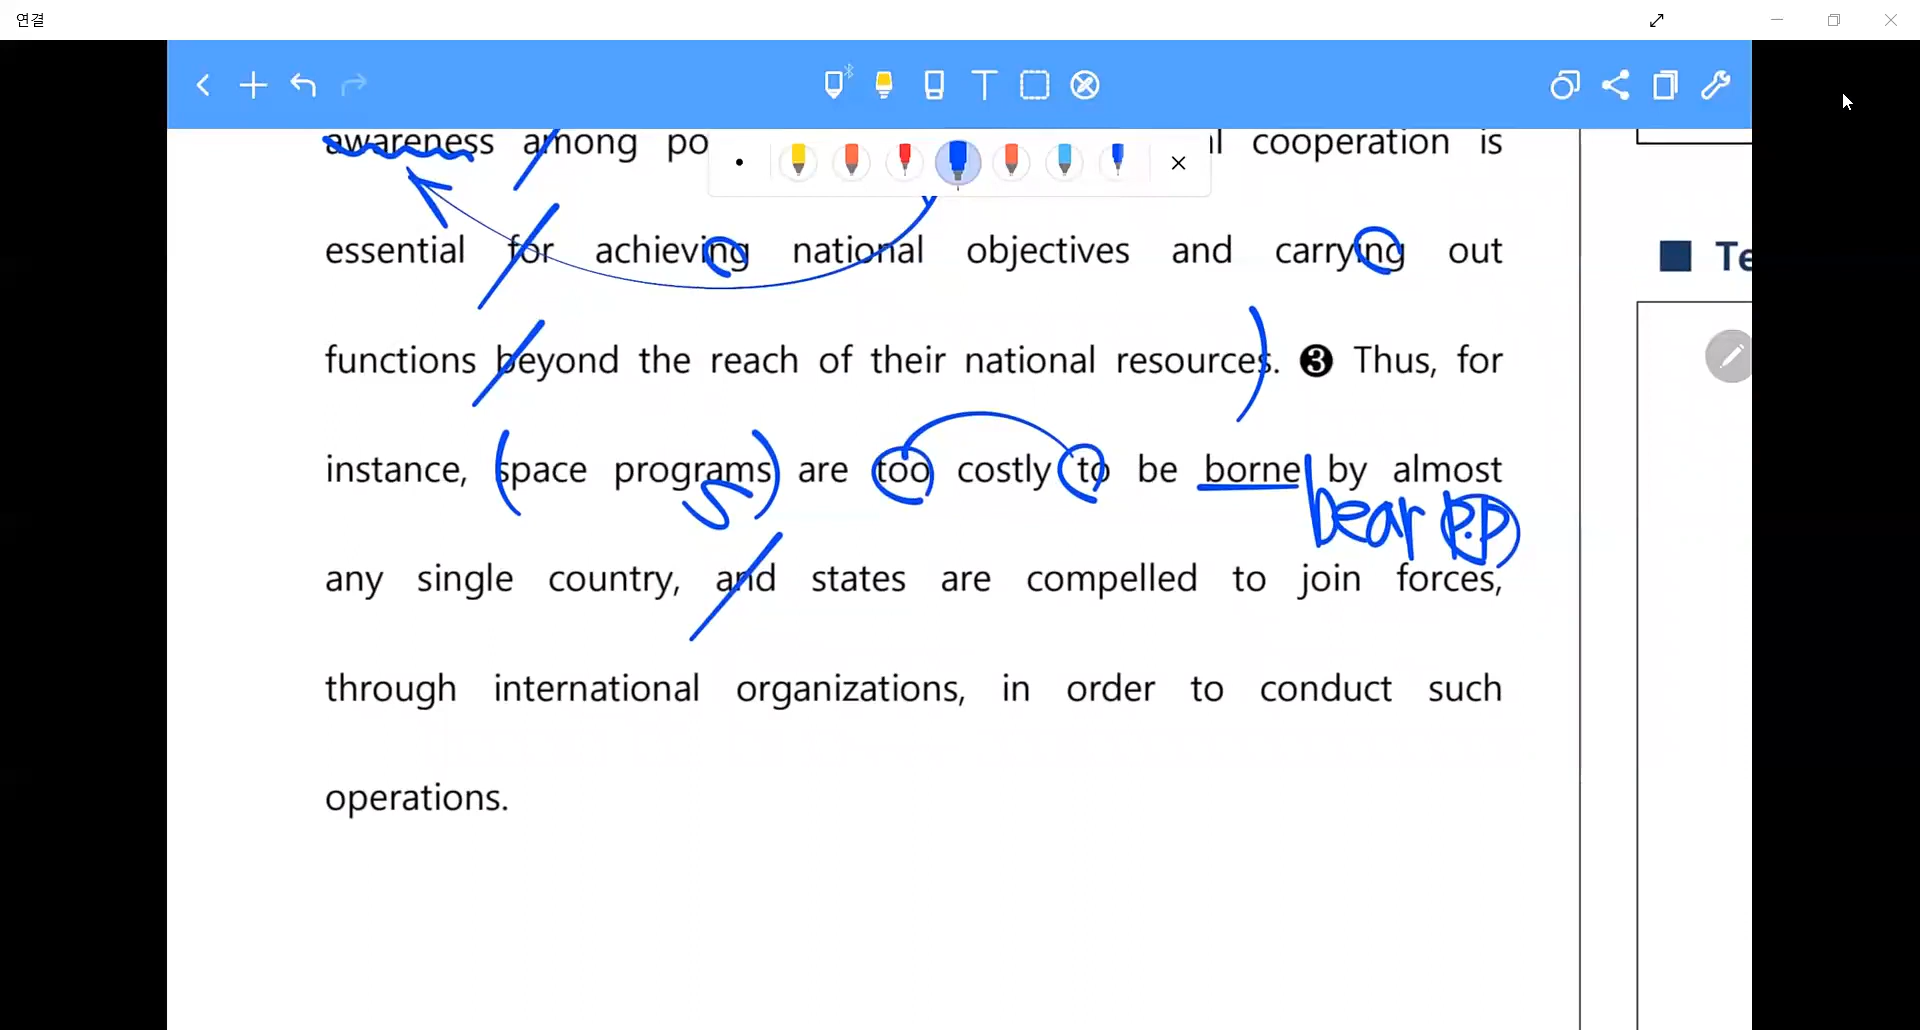 연결
awareness among po l cooperation is
essential for achieving national objectives and carrying out
functions beyond the reach of their national resources. ❸ Thus, for
instance, space programs are too costly to be borne by almost
S
bear p.p
any single country, and states are compelled to join forces,
through international organizations, in order to conduct such
operations.
Te